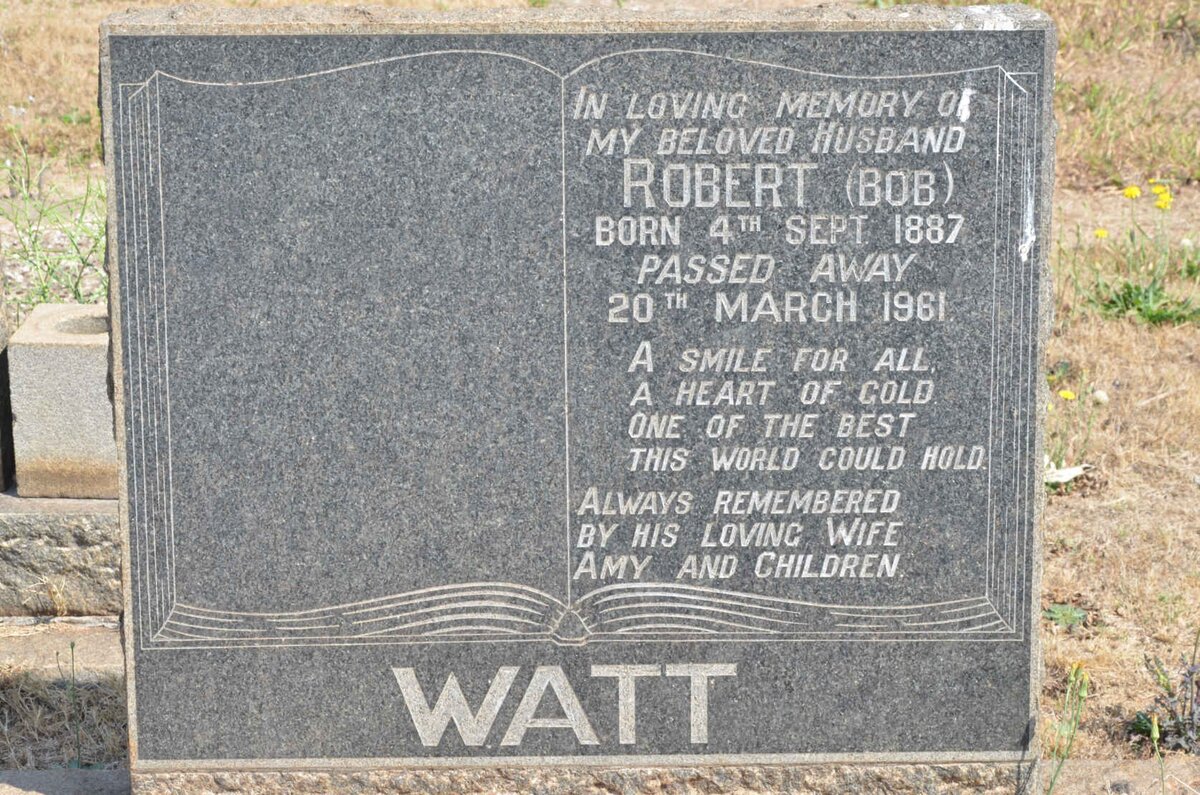 IN LOVING MEMORY OF
MY BELOVED HUSBAND
ROBERT (BOB)
BORN 4TH SEPT 1887
PASSED AWAY
20TH MARCH 1961
A SMILE FOR ALL,
A HEART OF GOLD
ONE OF THE BEST
THIS WORLD COULD HOLD.
ALWAYS REMEMBERED
BY HIS LOVING WIFE
AMY AND CHILDREN.
WATT